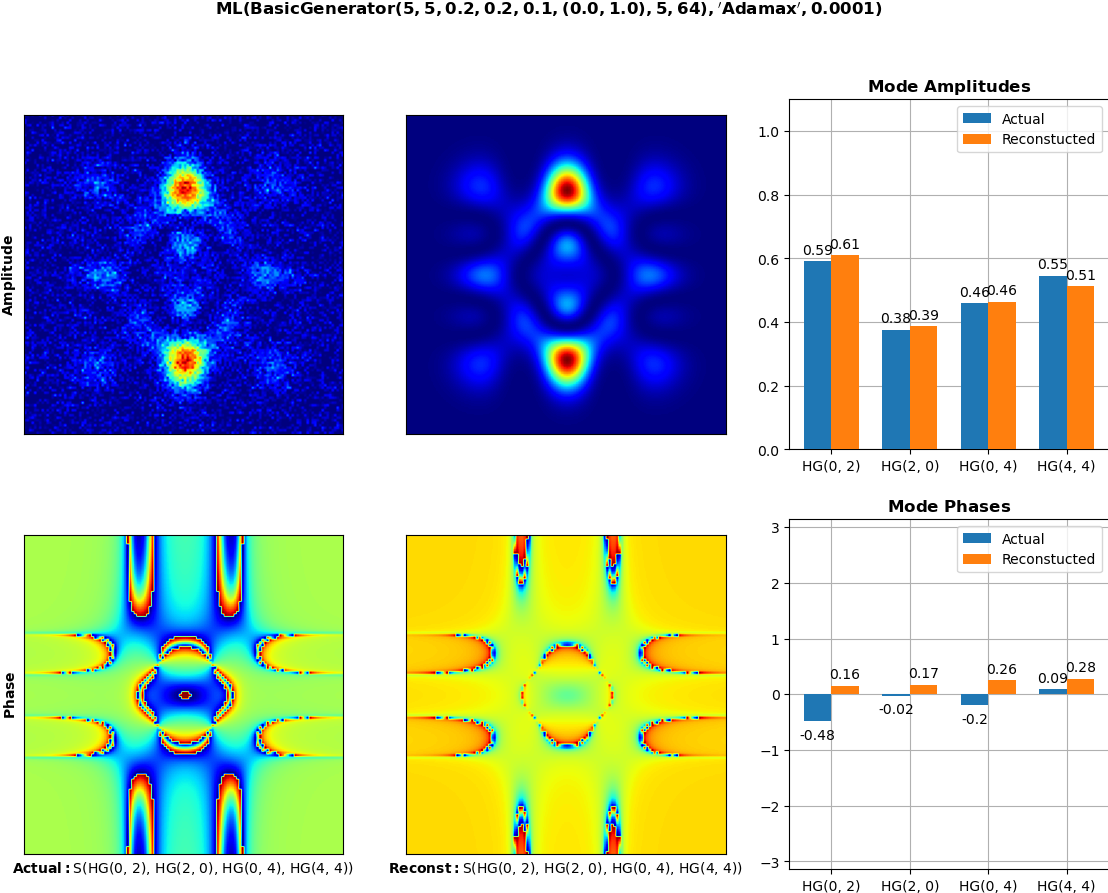 ML(BasicGenerator(5, 5, 0.2, 0.2, 0.1, (0.0, 1.0), 5, 64), ′Adamax′, 0.0001)
Mode Amplitudes
Actual
Reconstucted
1.0
0.8
0.6
0.4
0.2
0.0
0.59
0.61
0.38
0.39
0.46
0.46
0.55
0.51
HG(0, 2)
HG(2, 0)
HG(0, 4)
HG(4, 4)
Amplitude
Mode Phases
Actual
Reconstucted
3
2
1
0
−1
−2
−3
-0.48
0.16
-0.02
0.17
-0.2
0.26
0.09
0.28
HG(0, 2)
HG(2, 0)
HG(0, 4)
HG(4, 4)
Phase
Actual: S(HG(0, 2), HG(2, 0), HG(0, 4), HG(4, 4))
Reconst: S(HG(0, 2), HG(2, 0), HG(0, 4), HG(4, 4))